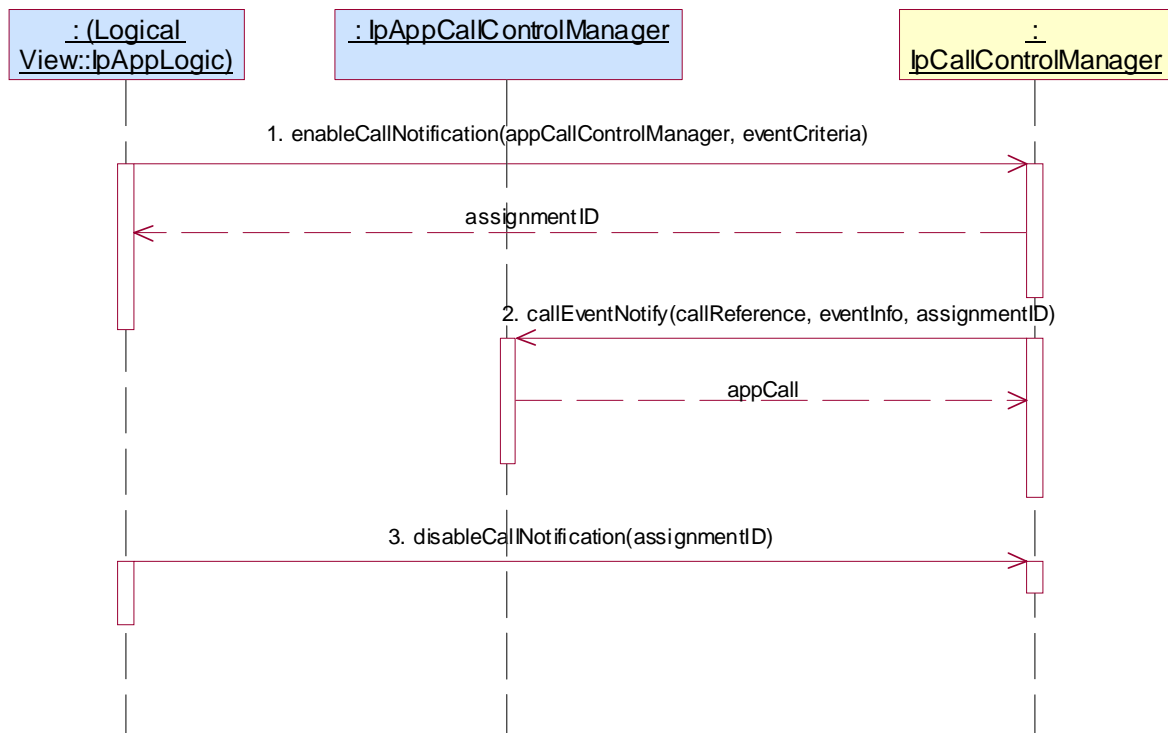 : (Logical
View::IpAppLogic)
: IpAppCallControlManager
:
IpCallControlManager
1. enableCallNotification(appCallControlManager, eventCriteria)
assignmentID
2. callEventNotify(callReference, eventInfo, assignmentID)
appCall
3. disableCallNotification(assignmentID)